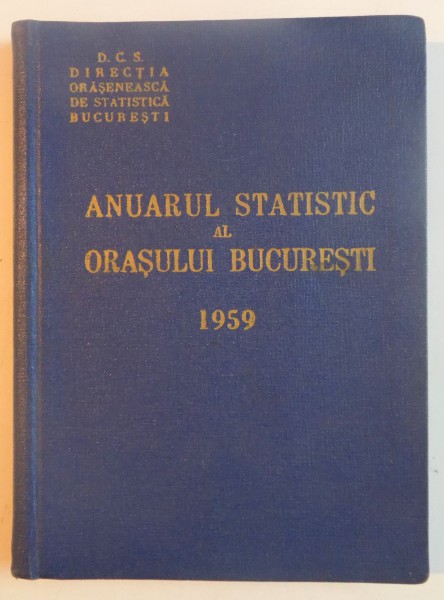 D. C. S.
DIRECȚIA
ORĂȘENEASCĂ
DE STATISTICĂ
BUCUREȘTI
ANUARUL STATISTIC
AL
ORAȘULUI BUCUREȘTI
1959